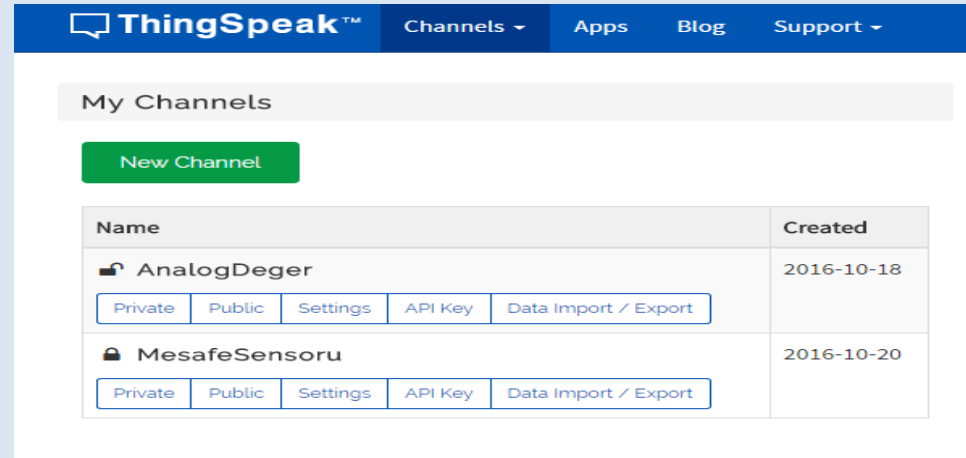 ThingSpeak™ Channels Apps Blog Support
My Channels
New Channel
Name Created
AnalogDeger 2016-10-18
Private Public Settings API Key Data Import / Export
MesafeSensoru 2016-10-20
Private Public Settings API Key Data Import / Export